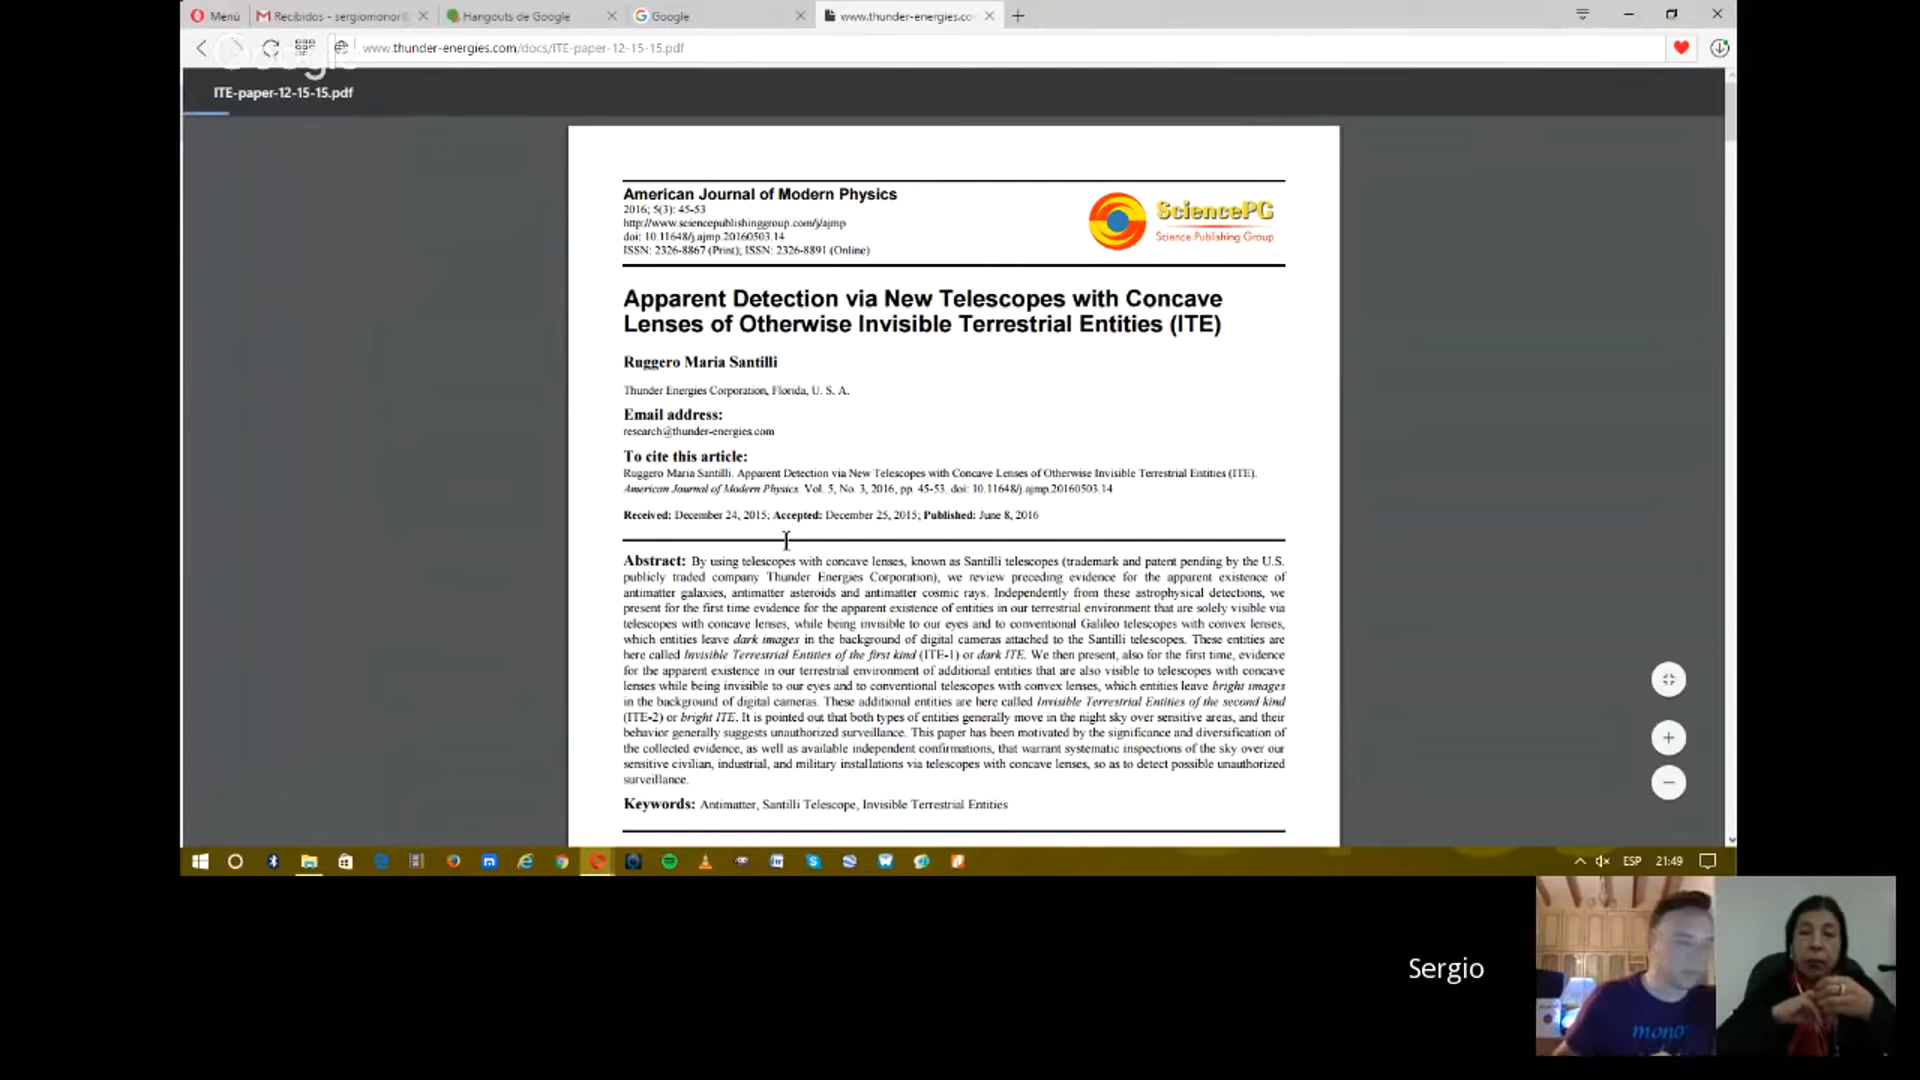 Menú
Recibidos - sergiomonor
Hangouts de Google
Google
www.thunder-energies.co
www.thunder-energies.com/docs/ITE-paper-12-15-15.pdf
Google
ITE-paper-12-15-15.pdf
American Journal of Modern Physics
2016; 5(3): 45-53
http://www.sciencepublishinggroup.com/j/ajmp
doi: 10.11648/j.ajmp.20160503.14
ISSN: 2326-8867 (Print); ISSN: 2326-8891 (Online)
SciencePG
Science Publishing Group
Apparent Detection via New Telescopes with Concave
Lenses of Otherwise Invisible Terrestrial Entities (ITE)
Ruggero Maria Santilli
Thunder Energies Corporation, Florida, U. S. A.
Email address:
research@thunder-energies.com
To cite this article:
Ruggero Maria Santilli. Apparent Detection via New Telescopes with Concave Lenses of Otherwise Invisible Terrestrial Entities (ITE).
American Journal of Modern Physics. Vol. 5, No. 3, 2016, pp. 45-53. doi: 10.11648/j.ajmp.20160503.14
Received: December 24, 2015; Accepted: December 25, 2015; Published: June 8, 2016
Abstract: By using telescopes with concave lenses, known as Santilli telescopes (trademark and patent pending by the U.S.
publicly traded company Thunder Energies Corporation), we review preceding evidence for the apparent existence of
antimatter galaxies, antimatter asteroids and antimatter cosmic rays. Independently from these astrophysical detections, we
present for the first time evidence for the apparent existence of entities in our terrestrial environment that are solely visible via
telescopes with concave lenses, while being invisible to our eyes and to conventional Galileo telescopes with convex lenses,
which entities leave dark images in the background of digital cameras attached to the Santilli telescopes. These entities are
here called Invisible Terrestrial Entities of the first kind (ITE-1) or dark ITE. We then present, also for the first time, evidence
for the apparent existence in our terrestrial environment of additional entities that are also visible to telescopes with concave
lenses while being invisible to our eyes and to conventional telescopes with convex lenses, which entities leave bright images
in the background of digital cameras. These additional entities are here called Invisible Terrestrial Entities of the second kind
(ITE-2) or bright ITE. It is pointed out that both types of entities generally move in the night sky over sensitive areas, and their
behavior generally suggests unauthorized surveillance. This paper has been motivated by the significance and diversification of
the collected evidence, as well as available independent confirmations, that warrant systematic inspections of the sky over our
sensitive civilian, industrial, and military installations via telescopes with concave lenses, so as to detect possible unauthorized
surveillance.
Keywords: Antimatter, Santilli Telescope, Invisible Terrestrial Entities
ESP
21:49
Sergio
mono